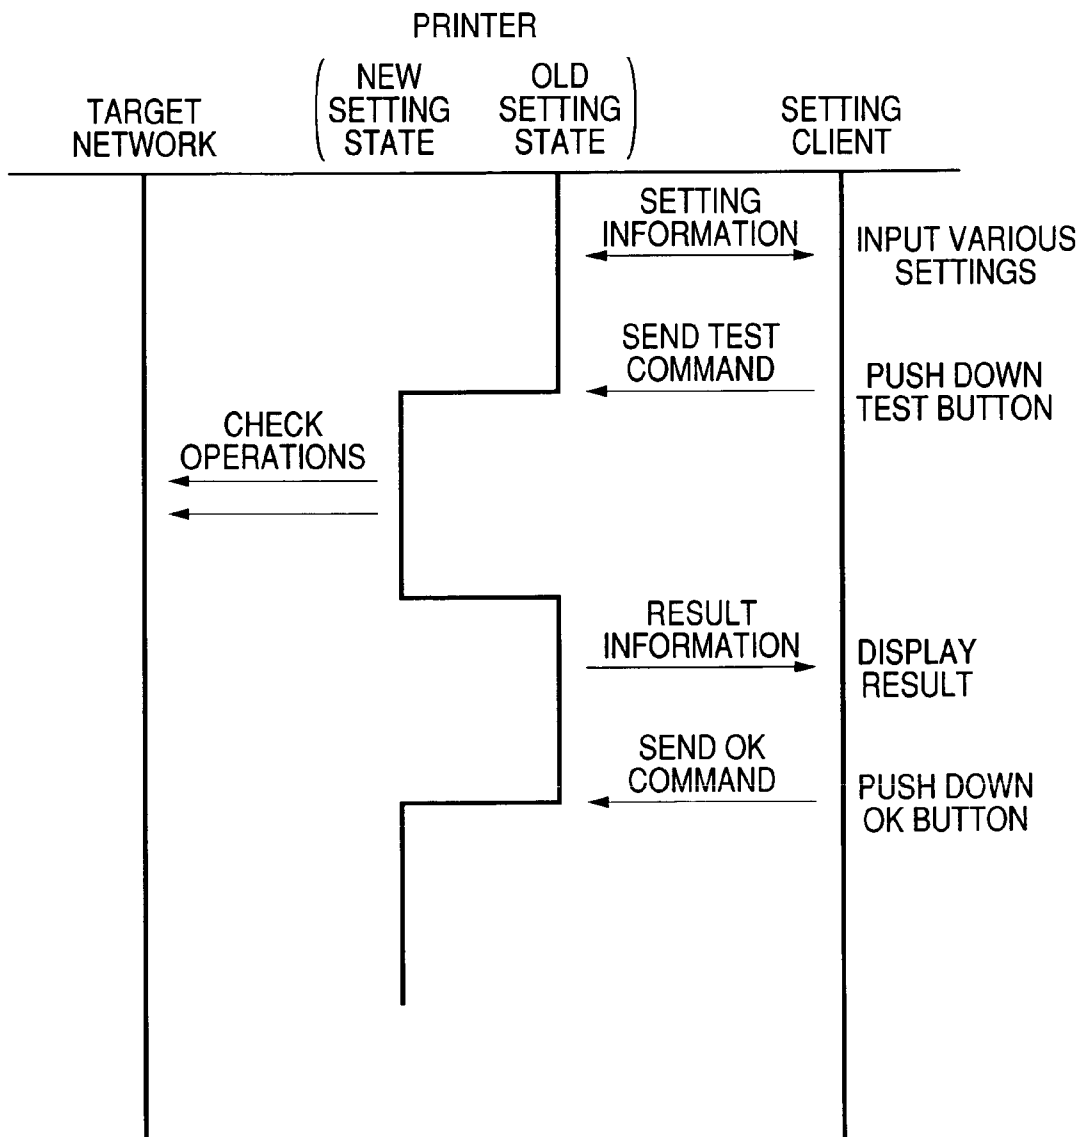 PRINTER
TARGET
NETWORK
NEW
SETTING
STATE
OLD
SETTING
STATE
SETTING
CLIENT
SETTING
INFORMATION
INPUT VARIOUS
SETTINGS
SEND TEST
COMMAND
PUSH DOWN
TEST BUTTON
CHECK
OPERATIONS
RESULT
INFORMATION
DISPLAY
RESULT
SEND OK
COMMAND
PUSH DOWN
OK BUTTON